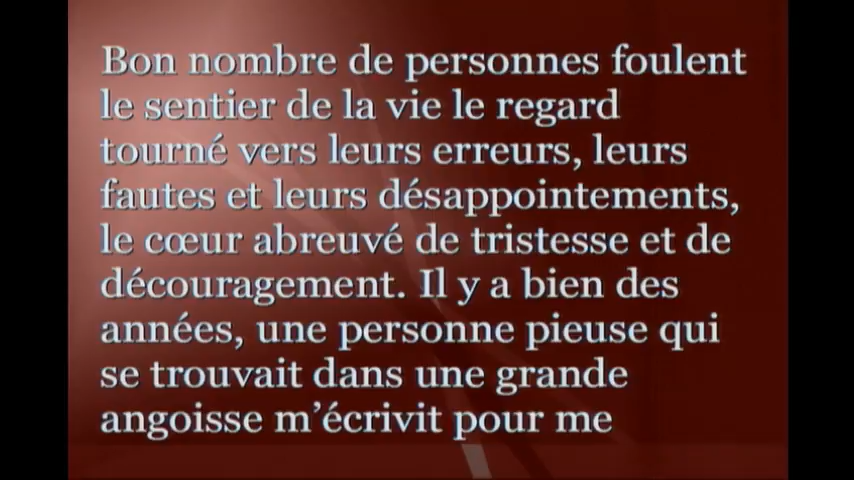 Bon nombre de personnes foulent
le sentier de la vie le regard
tourné vers leurs erreurs, leurs
fautes et leurs désappointements,
le cœur abreuvé de tristesse et de
découragement. Il y a bien des
années, une personne pieuse qui
se trouvait dans une grande
angoisse m’écrivit pour me